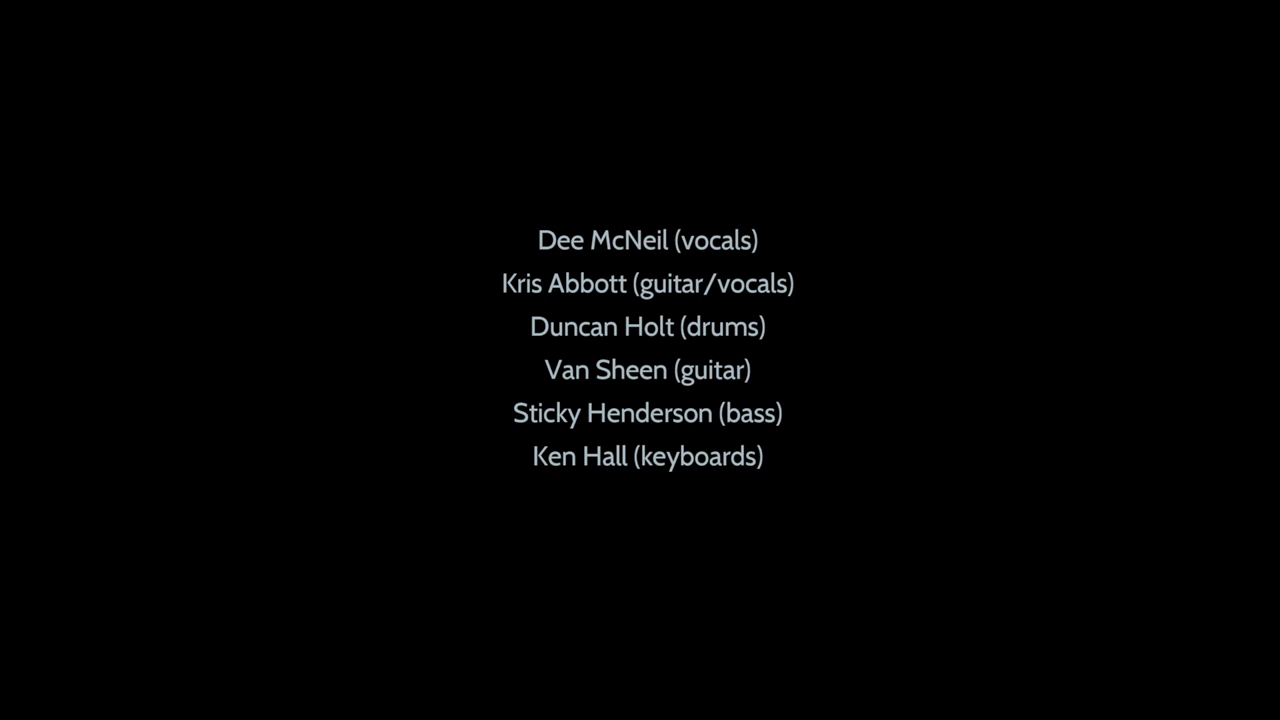 Dee McNeil (vocals)
Kris Abbott (guitar/vocals)
Duncan Holt (drums)
Van Sheen (guitar)
Sticky Henderson (bass)
Ken Hall (keyboards)